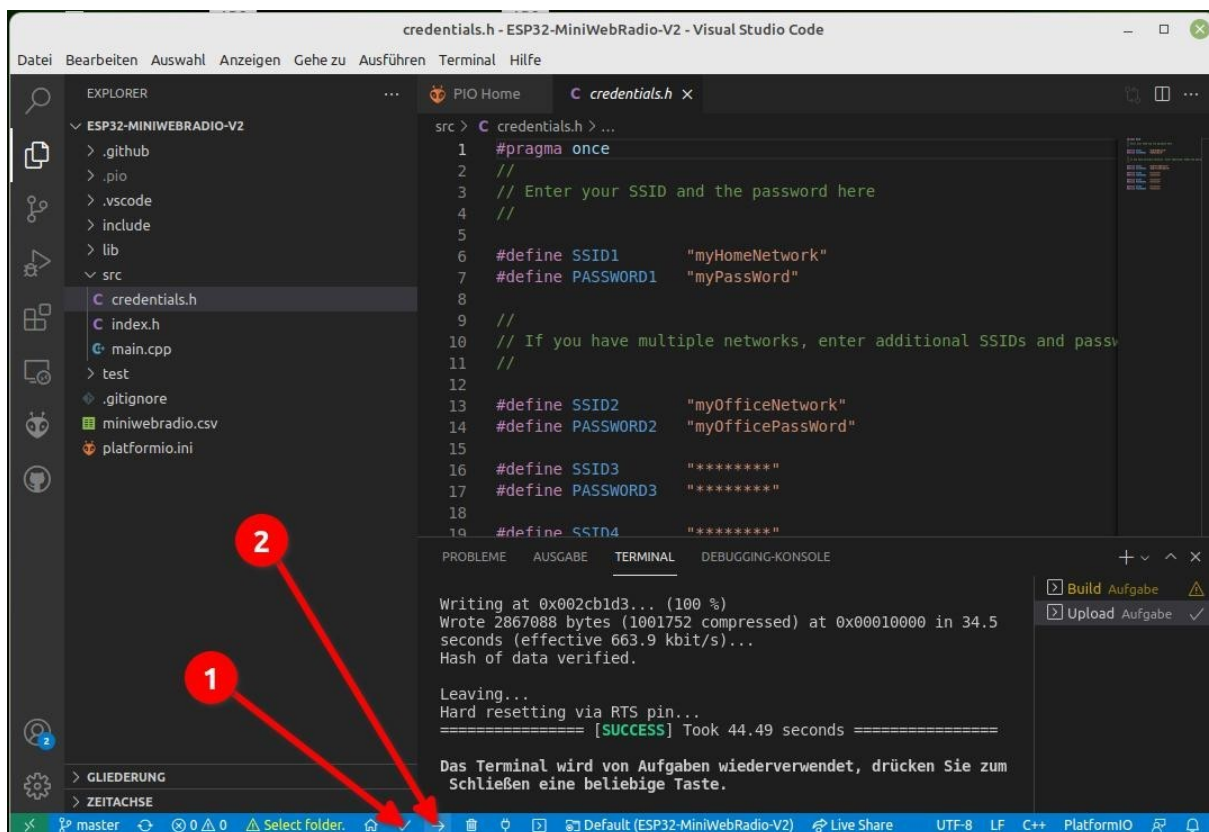 credentials.h - ESP32-MiniWebRadio-V2 - Visual Studio Code
Datei Bearbeiten Auswahl Anzeigen Gehe zu Ausführen Terminal Hilfe
EXPLORER
ESP32-MINIWEBRADIO-V2
.github
.pio
.vscode
include
lib
src
credentials.h
index.h
main.cpp
test
.gitignore
miniwebradio.csv
platformio.ini
GLIEDERUNG
ZEITACHSE
2
PIO Home credentials.h
src > C credentials.h > ...
1 #pragma once
2 //
3 // Enter your SSID and the password here
4 //
5
6 #define SSID1 "myHomeNetwork"
7 #define PASSWORD1 "myPassWord"
8
9 //
10 // If you have multiple networks, enter additional SSIDs and passw
11 //
12
13 #define SSID2 "myOfficeNetwork"
14 #define PASSWORD2 "myOfficePassWord"
15
16 #define SSID3 "********"
17 #define PASSWORD3 "********"
18
19 #define SSID4 "********"
PROBLEME AUSGABE TERMINAL DEBUGGING-KONSOLE
Writing at 0x002cb1d3... (100 %)
Wrote 2867088 bytes (1001752 compressed) at 0x00010000 in 34.5
seconds (effective 663.9 kbit/s)...
Hash of data verified.
Leaving...
Hard resetting via RTS pin...
================ [SUCCESS] Took 44.49 seconds ================
Das Terminal wird von Aufgaben wiederverwendet, drücken Sie zum
Schließen eine beliebige Taste.
Build Aufgabe
Upload Aufgabe
2
1
master 0 0 Select folder. Default (ESP32-MiniWebRadio-V2) Live Share UTF-8 LF C++ PlatformIO